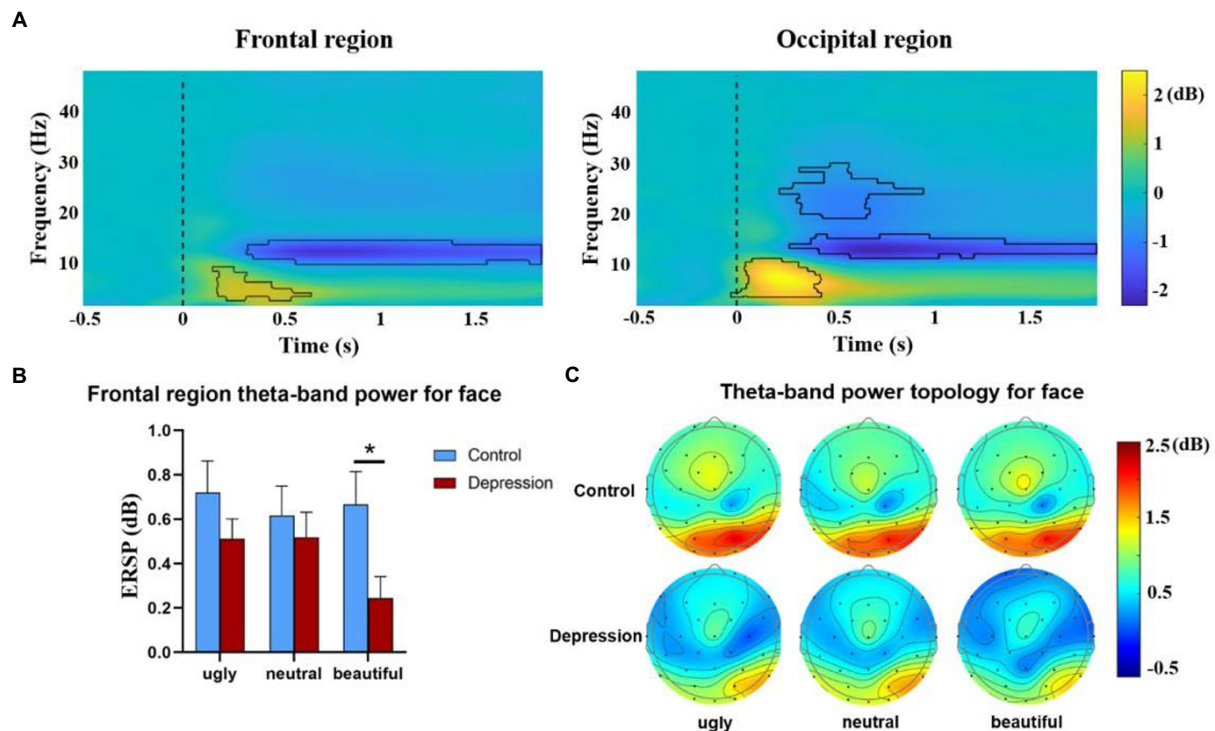 A
Frontal region
Occipital region
Frequency (Hz)
40
30
20
10
-0.5
0
0.5
1
1.5
Time (s)
Frequency (Hz)
40
30
20
10
-0.5
0
0.5
1
1.5
Time (s)
2 (dB)
1
0
-1
-2
B
Frontal region theta-band power for face
ERSP (dB)
1.0
0.8
0.6
0.4
0.2
0.0
*
Control
Depression
ugly
neutral
beautiful
C
Theta-band power topology for face
Control
Depression
ugly
neutral
beautiful
2.5 (dB)
1.5
0.5
-0.5